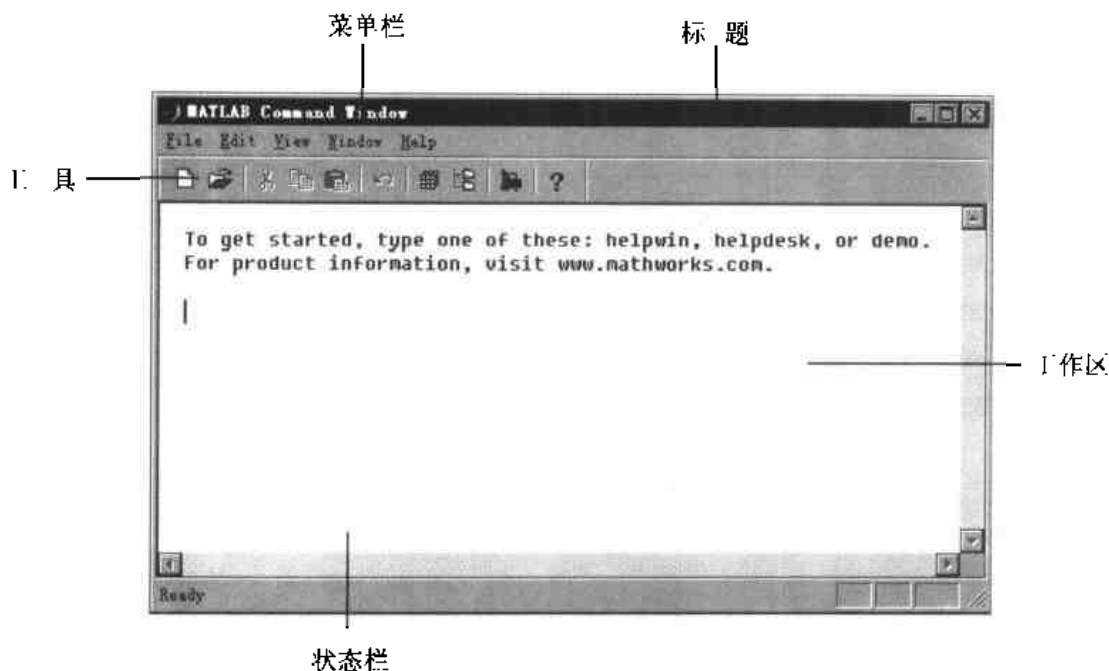 菜单栏
标 题
MATLAB Command Window
File Edit View Window Help
工 具
To get started, type one of these: helpwin, helpdesk, or demo.
For product information, visit www.mathworks.com.
工作区
Ready
状态栏